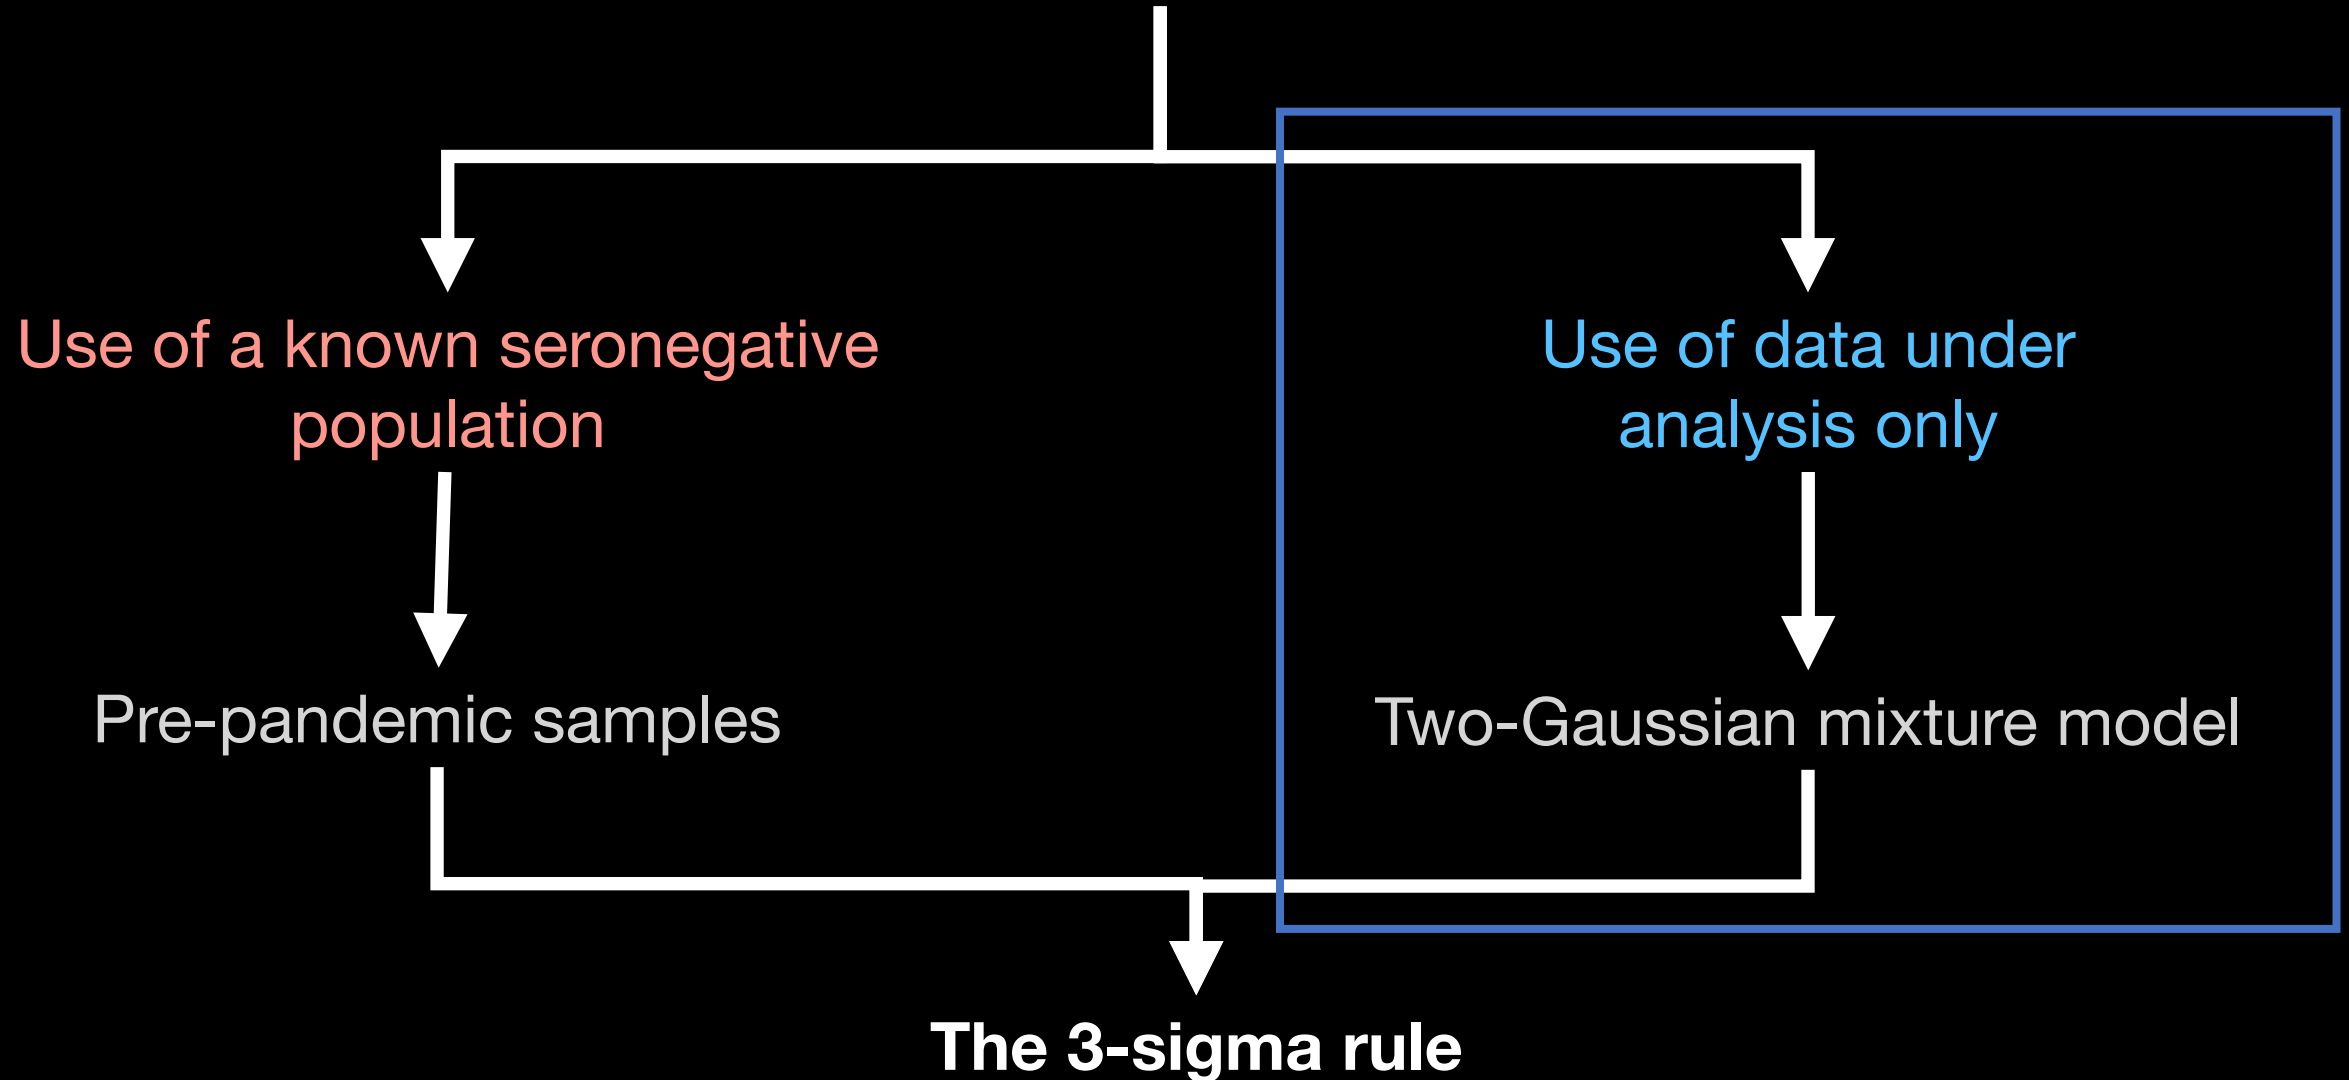 Use of a known seronegative
population
Use of data under
analysis only
Pre-pandemic samples
Two-Gaussian mixture model
The 3-sigma rule